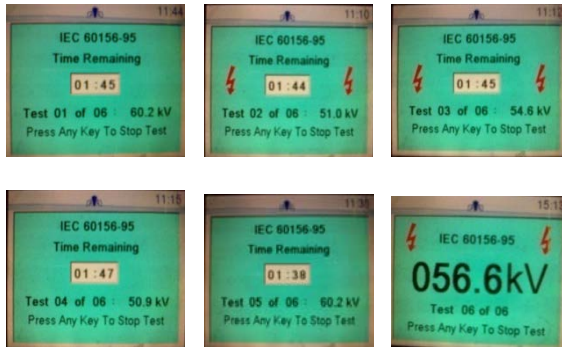 11:44
IEC 60156-95
Time Remaining
01:45
Test 01 of 06 : 60.2 kV
Press Any Key To Stop Test
11:10
IEC 60156-95
Time Remaining
01:44
Test 02 of 06 : 51.0 kV
Press Any Key To Stop Test
11:12
IEC 60156-95
Time Remaining
01:45
Test 03 of 06 : 54.6 kV
Press Any Key To Stop Test
11:15
IEC 60156-95
Time Remaining
01:47
Test 04 of 06 : 50.9 kV
Press Any Key To Stop Test
IEC 60156-95
Time Remaining
01:38
Test 05 of 06 : 60.2 kV
Press Any Key To Stop Test
IEC 60156-95
056.6kV
Test 06 of 06
Press Any Key To Stop Test